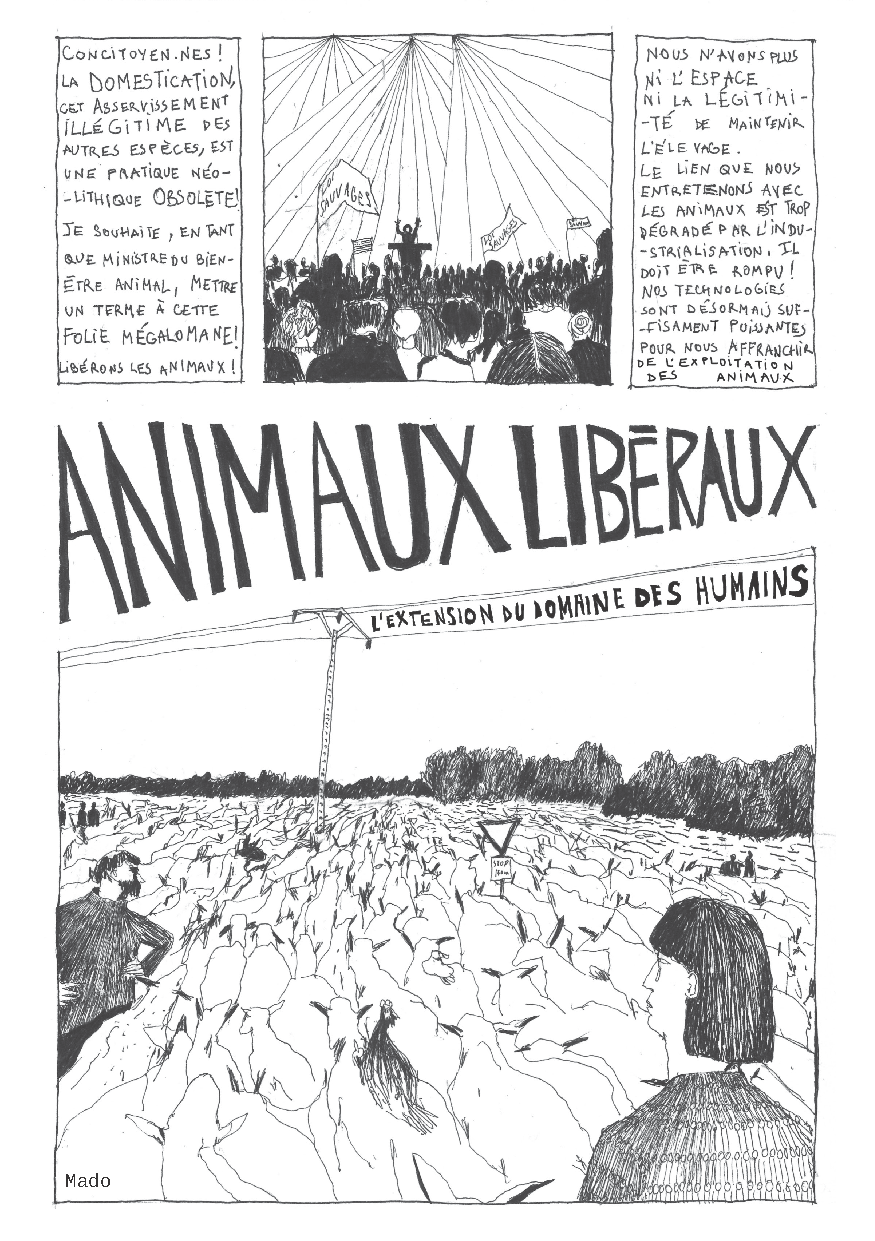 CONCITOYEN.NES !
LA DOMESTICATION,
CET ASSERVISSEMENT
ILLÉGITIME DES
AUTRES ESPÈCES, EST
UNE PRATIQUE NÉO-
-LITHIQUE OBSOLÈTE!
JE SOUHAITE, EN TANT
QUE MINISTRE DU BIEN-
ÊTRE ANIMAL, METTRE
UN TERME À CETTE
FOLIE MÉGALOMANE!
LIBÉRONS LES ANIMAUX !
SAUVAGES
SAUVAGES
NOUS N'AVONS PLUS
NI L'ESPACE
NI LA LÉGITIMI-
-TÉ DE MAINTENIR
L'ÉLEVAGE.
LE LIEN QUE NOUS
ENTRETENONS AVEC
LES ANIMAUX EST TROP
DÉGRADÉ PAR L'INDU-
-STRIALISATION, IL
DOIT ÊTRE ROMPU !
NOS TECHNOLOGIES
SONT DÉSORMAIS SUF-
-FISAMENT PUISSANTES
POUR NOUS AFFRANCHIR
DE L'EXPLOITATION
DES ANIMAUX
ANIMAUX LIBÉRAUX
L'EXTENSION DU DOMAINE DES HUMAINS
STOP
150m
Mado